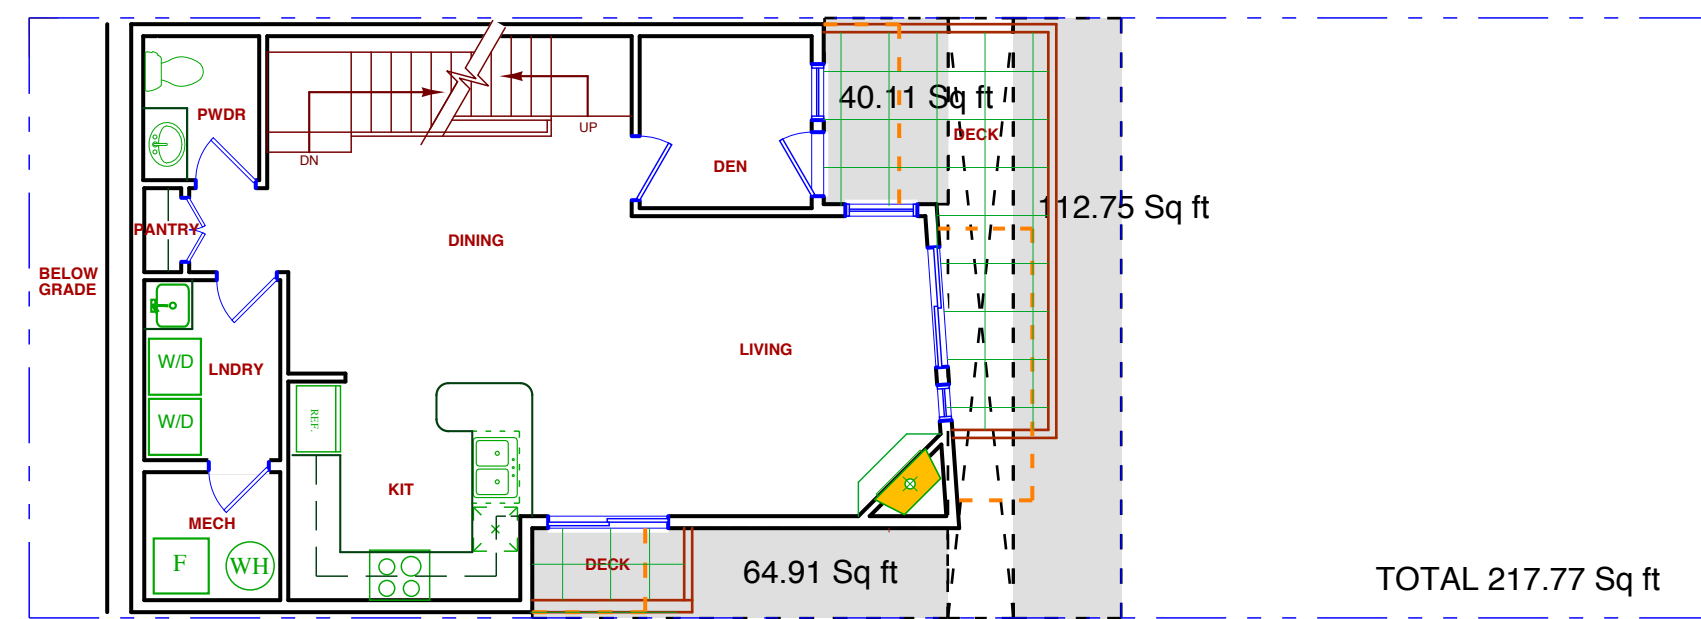 40.11 Sq ft
PWDR
UP
DECK
DN
DEN
112.75 Sq ft
PANTRY
DINING
BELOW
GRADE
LIVING
W/D
LNDRY
W/D
REF.
KIT
MECH
F
WH
DECK
64.91 Sq ft
TOTAL 217.77 Sq ft